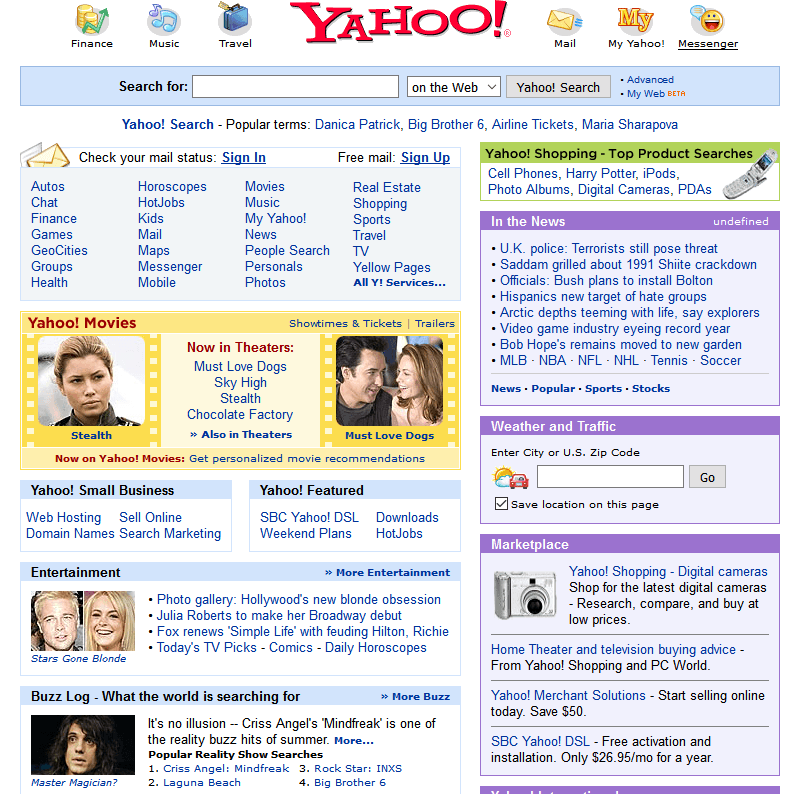 YAHOO!®
Finance
Music
Travel
Mail
My
My Yahoo!
Messenger
Search for:
on the Web
Yahoo! Search
• Advanced
• My Web BETA
Yahoo! Search - Popular terms: Danica Patrick, Big Brother 6, Airline Tickets, Maria Sharapova
Check your mail status: Sign In
Free mail: Sign Up
Autos Horoscopes Movies Real Estate
Chat HotJobs Music Shopping
Finance Kids My Yahoo! Sports
Games Mail News Travel
GeoCities Maps People Search TV
Groups Messenger Personals Yellow Pages
Health Mobile Photos All Y! Services...
Yahoo! Movies
Showtimes & Tickets | Trailers
Stealth
Now in Theaters:
Must Love Dogs
Sky High
Stealth
Chocolate Factory
» Also in Theaters
Must Love Dogs
Now on Yahoo! Movies: Get personalized movie recommendations
Yahoo! Small Business
Web Hosting Sell Online
Domain Names Search Marketing
Yahoo! Featured
SBC Yahoo! DSL Downloads
Weekend Plans HotJobs
Entertainment
» More Entertainment
Stars Gone Blonde
• Photo gallery: Hollywood's new blonde obsession
• Julia Roberts to make her Broadway debut
• Fox renews 'Simple Life' with feuding Hilton, Richie
• Today's TV Picks - Comics - Daily Horoscopes
Buzz Log - What the world is searching for
» More Buzz
Master Magician?
It's no illusion -- Criss Angel's 'Mindfreak' is one of
the reality buzz hits of summer. More...
Popular Reality Show Searches
1. Criss Angel: Mindfreak 3. Rock Star: INXS
2. Laguna Beach 4. Big Brother 6
Yahoo! Shopping - Top Product Searches
Cell Phones, Harry Potter, iPods,
Photo Albums, Digital Cameras, PDAs
In the News
undefined
• U.K. police: Terrorists still pose threat
• Saddam grilled about 1991 Shiite crackdown
• Officials: Bush plans to install Bolton
• Hispanics new target of hate groups
• Arctic depths teeming with life, say explorers
• Video game industry eyeing record year
• Bob Hope's remains moved to new garden
• MLB · NBA · NFL · NHL · Tennis · Soccer
News · Popular · Sports · Stocks
Weather and Traffic
Enter City or U.S. Zip Code
Go
Save location on this page
Marketplace
Yahoo! Shopping - Digital cameras
Shop for the latest digital cameras
- Research, compare, and buy at
low prices.
Home Theater and television buying advice -
From Yahoo! Shopping and PC World.
Yahoo! Merchant Solutions - Start selling online
today. Save $50.
SBC Yahoo! DSL - Free activation and
installation. Only $26.95/mo for a year.